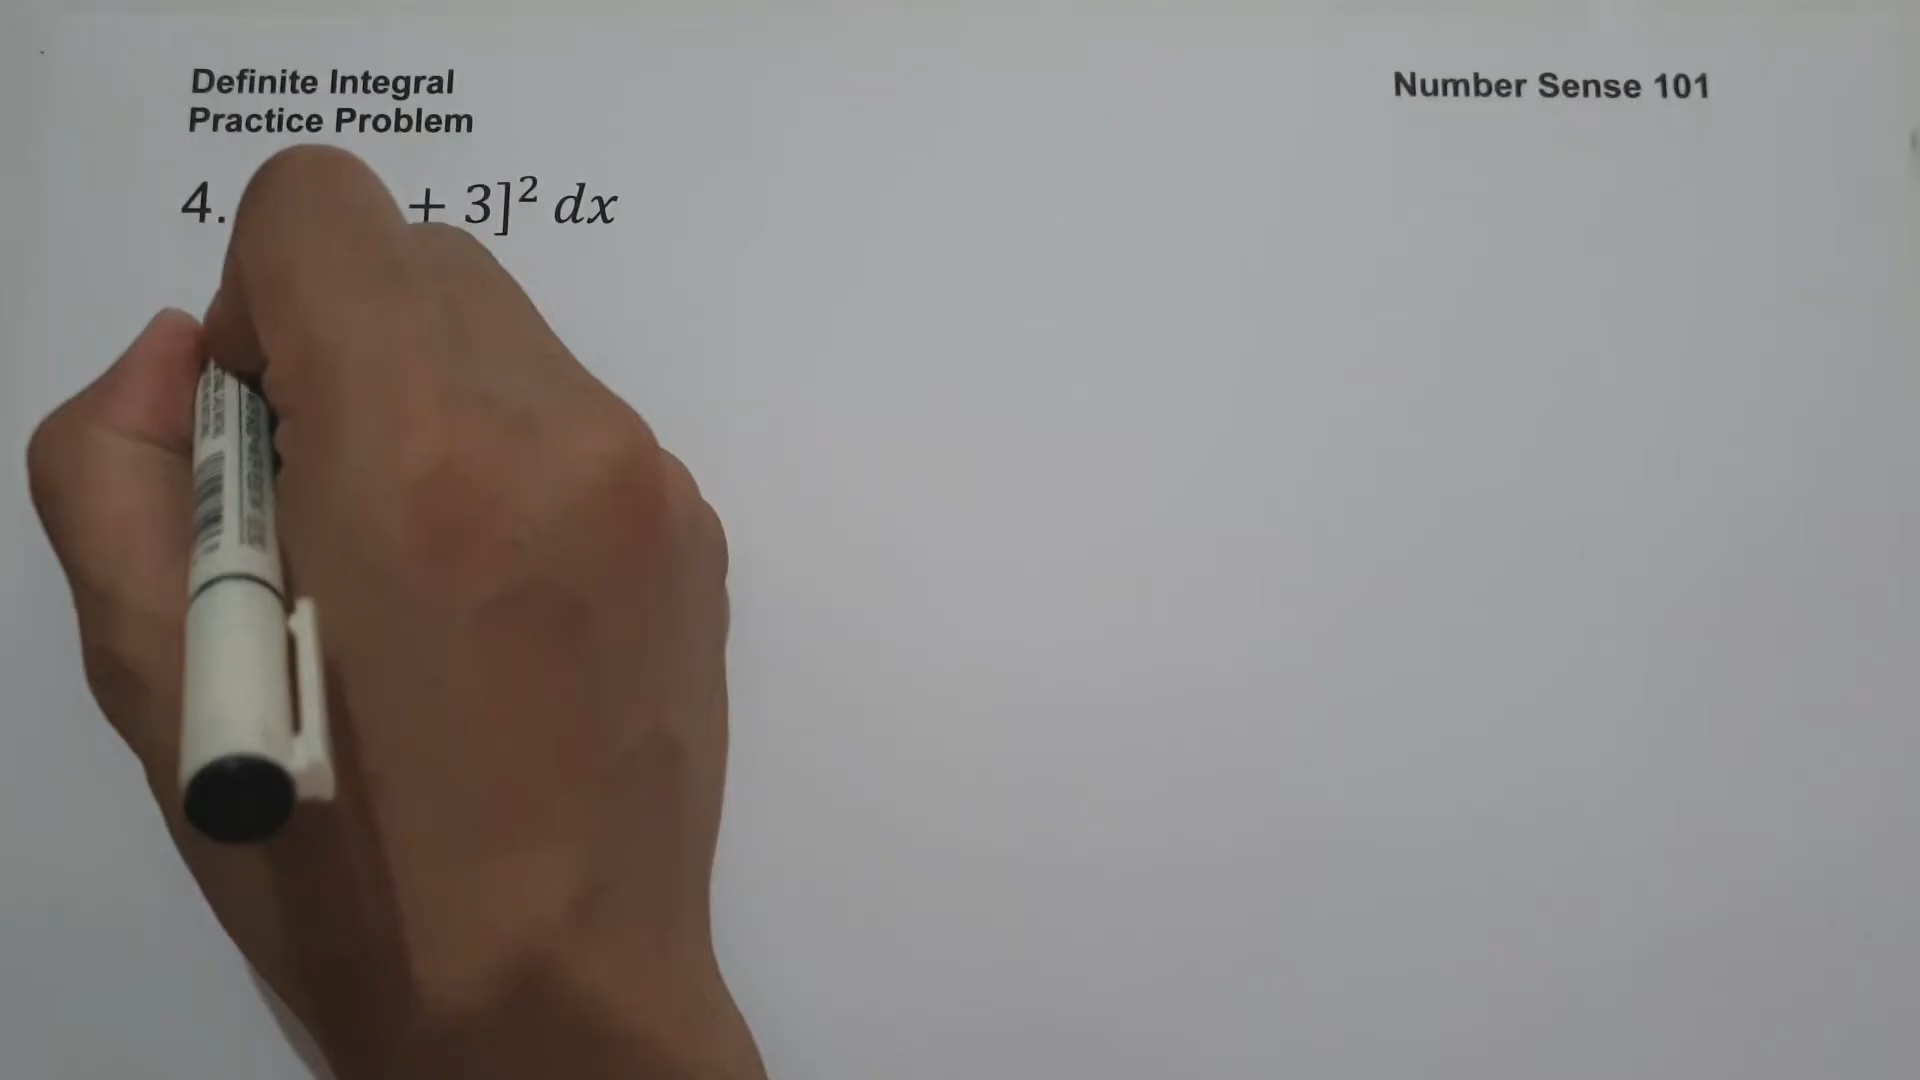 Definite Integral
Practice Problem
Number Sense 101
4. + 3]² dx